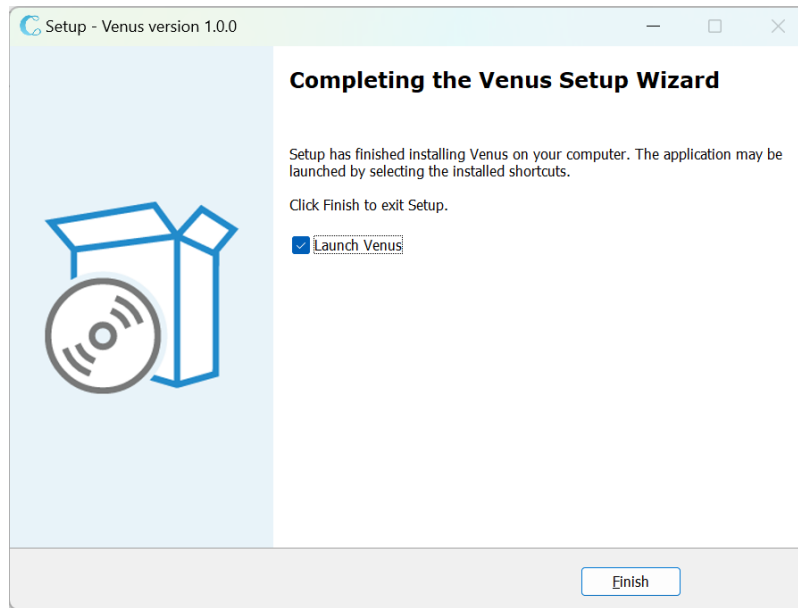 Setup - Venus version 1.0.0
Completing the Venus Setup Wizard
Setup has finished installing Venus on your computer. The application may be
launched by selecting the installed shortcuts.
Click Finish to exit Setup.
Launch Venus
Finish